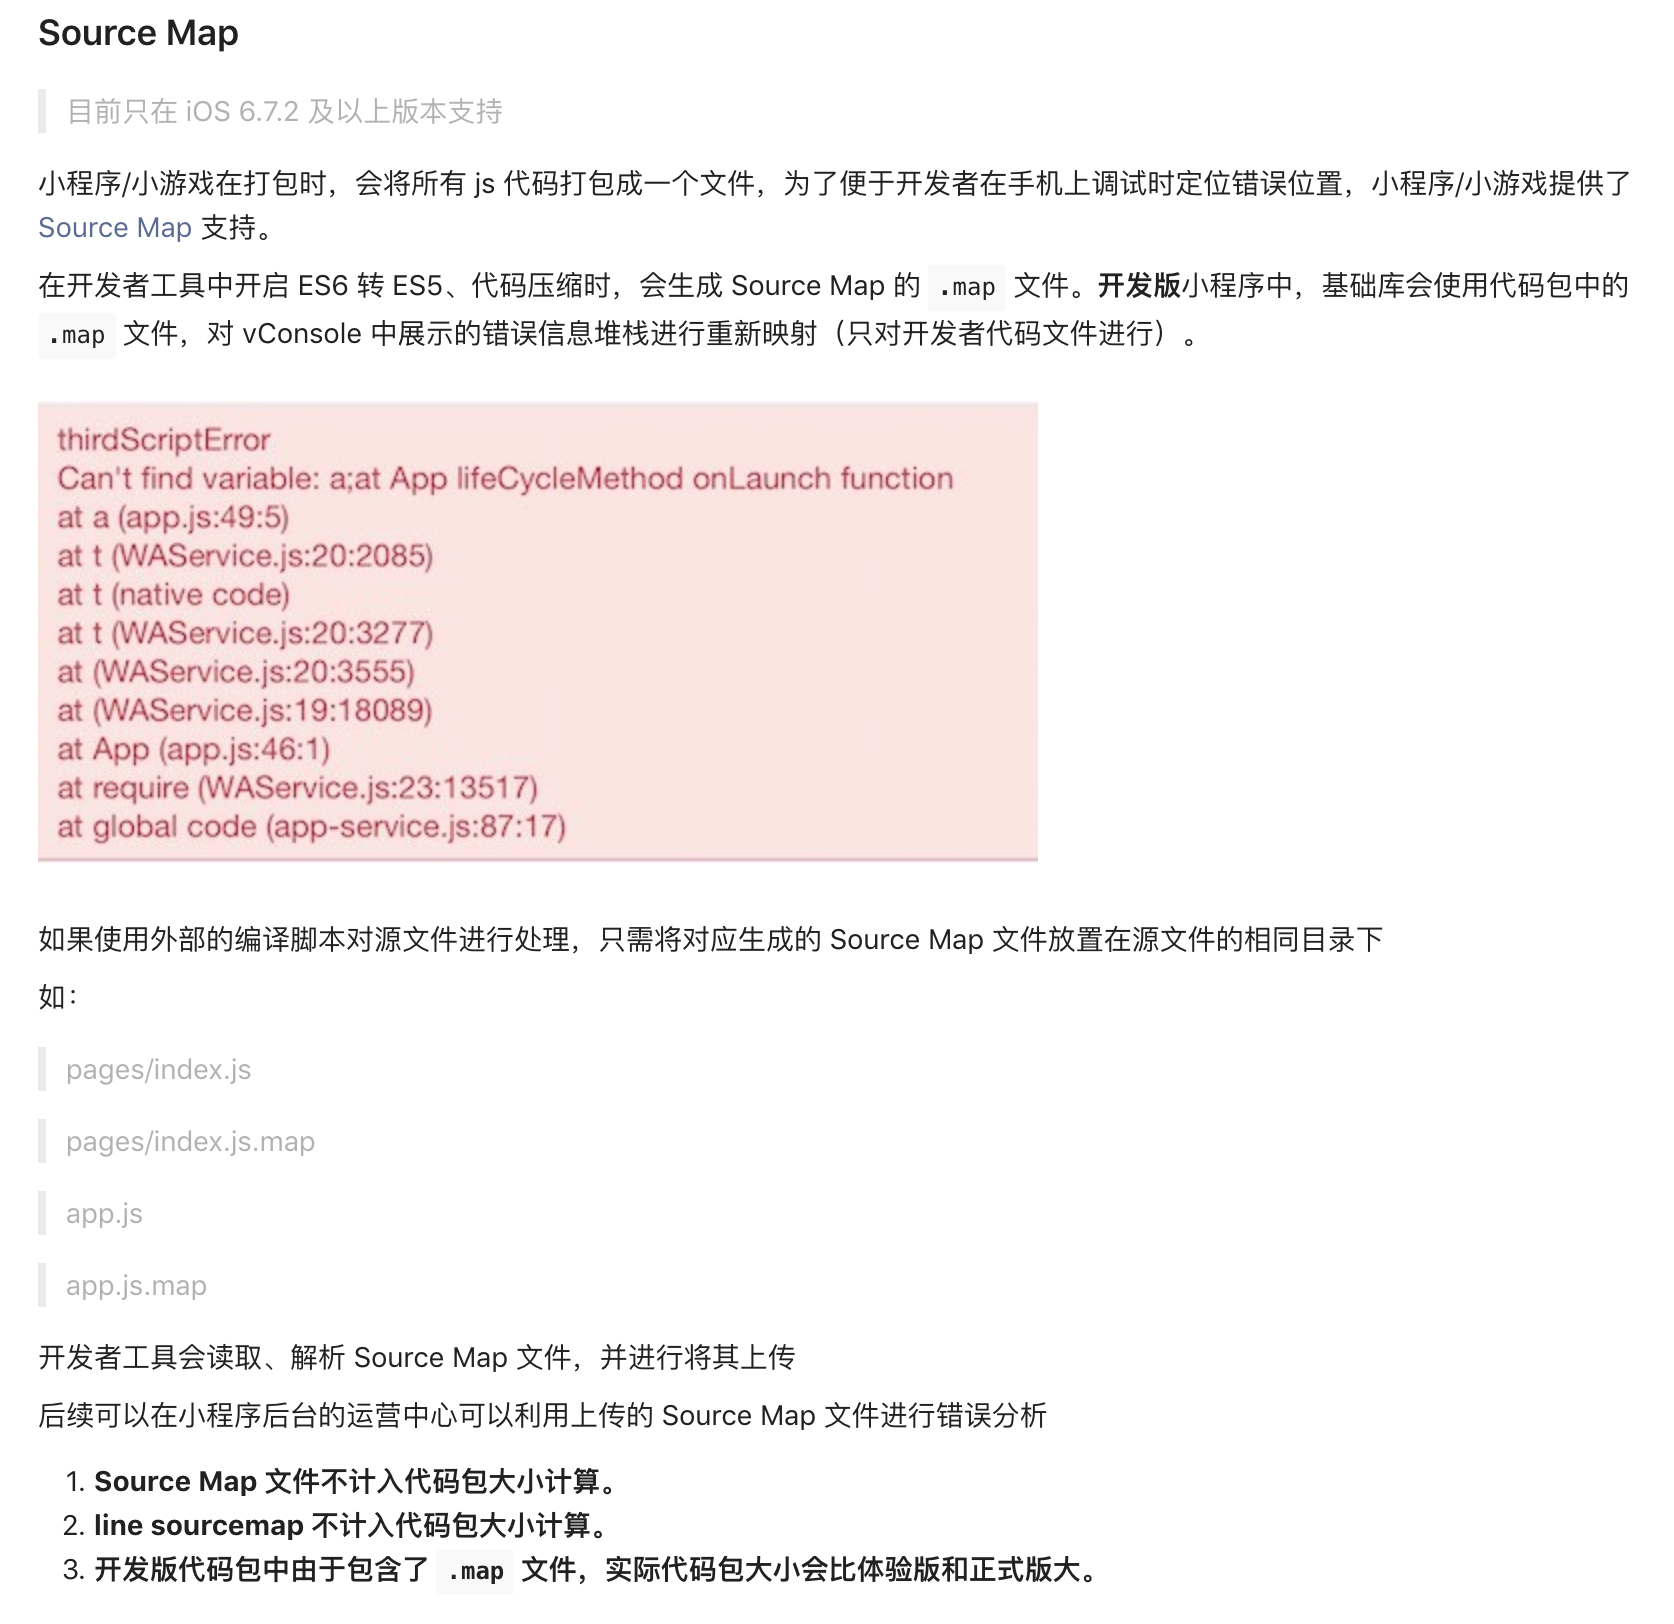 Source Map
目前只在 iOS 6.7.2 及以上版本支持
小程序/小游戏在打包时，会将所有 js 代码打包成一个文件，为了便于开发者在手机上调试时定位错误位置，小程序/小游戏提供了
Source Map 支持。
在开发者工具中开启 ES6 转 ES5、代码压缩时，会生成 Source Map 的 .map 文件。开发版小程序中，基础库会使用代码包中的
.map 文件，对 vConsole 中展示的错误信息堆栈进行重新映射（只对开发者代码文件进行）。
thirdScriptError
Can't find variable: a;at App lifeCycleMethod onLaunch function
at a (app.js:49:5)
at t (WAService.js:20:2085)
at t (native code)
at t (WAService.js:20:3277)
at (WAService.js:20:3555)
at (WAService.js:19:18089)
at App (app.js:46:1)
at require (WAService.js:23:13517)
at global code (app-service.js:87:17)
如果使用外部的编译脚本对源文件进行处理，只需将对应生成的 Source Map 文件放置在源文件的相同目录下
如：
pages/index.js
pages/index.js.map
app.js
app.js.map
开发者工具会读取、解析 Source Map 文件，并进行将其上传
后续可以在小程序后台的运营中心可以利用上传的 Source Map 文件进行错误分析
1. Source Map 文件不计入代码包大小计算。
2. line sourcemap 不计入代码包大小计算。
3. 开发版代码包中由于包含了 .map 文件，实际代码包大小会比体验版和正式版大。